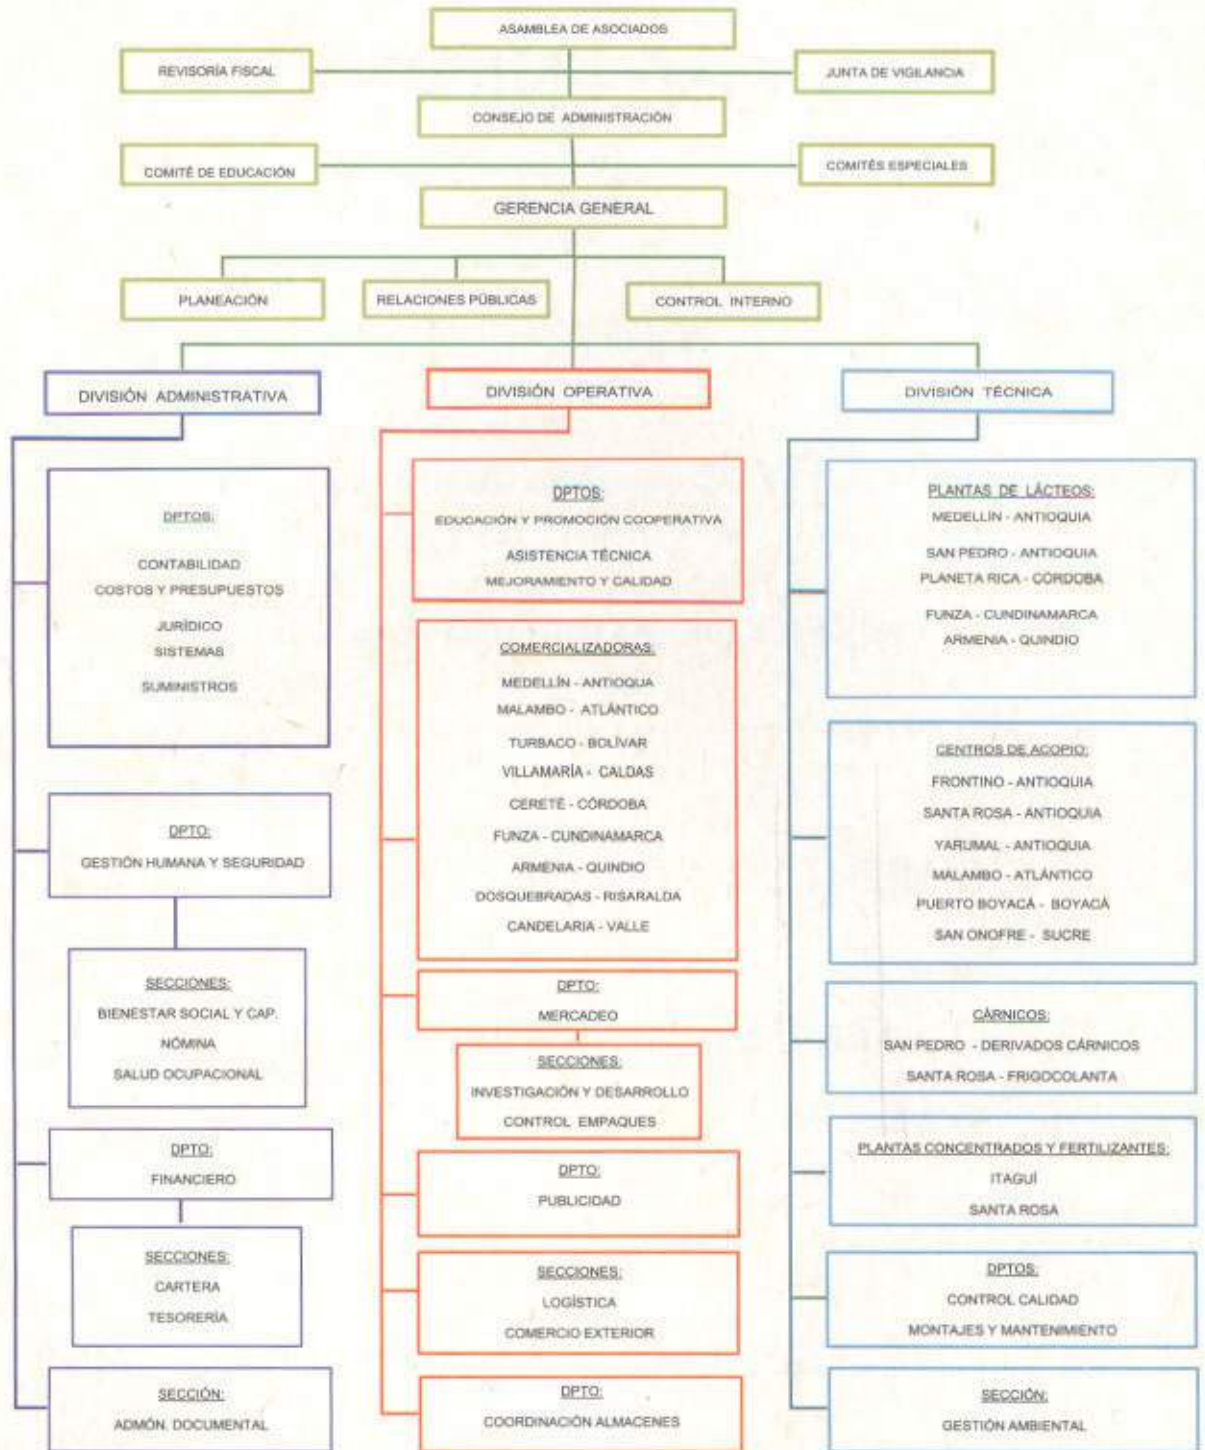 ASAMBLEA DE ASOCIADOS
REVISORÍA FISCAL
JUNTA DE VIGILANCIA
CONSEJO DE ADMINISTRACIÓN
COMITÉ DE EDUCACIÓN
COMITÉS ESPECIALES
GERENCIA GENERAL
PLANEACIÓN
RELACIONES PÚBLICAS
CONTROL INTERNO
DIVISIÓN ADMINISTRATIVA
DPTOS:
CONTABILIDAD
COSTOS Y PRESUPUESTOS
JURÍDICO
SISTEMAS
SUMINISTROS
DPTO:
GESTIÓN HUMANA Y SEGURIDAD
SECCIONES:
BIENESTAR SOCIAL Y CAP.
NÓMINA
SALUD OCUPACIONAL
DPTO:
FINANCIERO
SECCIONES:
CARTERA
TESORERÍA
SECCIÓN:
ADMÓN. DOCUMENTAL
DIVISIÓN OPERATIVA
DPTOS:
EDUCACIÓN Y PROMOCIÓN COOPERATIVA
ASISTENCIA TÉCNICA
MEJORAMIENTO Y CALIDAD
COMERCIALIZADORAS:
MEDELLÍN - ANTIOQUA
MALAMBO - ATLÁNTICO
TURBACO - BOLÍVAR
VILLAMARÍA - CALDAS
CERETÉ - CÓRDOBA
FUNZA - CUNDINAMARCA
ARMENIA - QUINDIO
DOSQUEBRADAS - RISARALDA
CANDELARIA - VALLE
DPTO:
MERCADEO
SECCIONES:
INVESTIGACIÓN Y DESARROLLO
CONTROL EMPAQUES
DPTO:
PUBLICIDAD
SECCIONES:
LOGÍSTICA
COMERCIO EXTERIOR
DPTO:
COORDINACIÓN ALMACENES
DIVISIÓN TÉCNICA
PLANTAS DE LÁCTEOS:
MEDELLÍN - ANTIOQUIA
SAN PEDRO - ANTIOQUIA
PLANETA RICA - CÓRDOBA
FUNZA - CUNDINAMARCA
ARMENIA - QUINDIO
CENTROS DE ACOPIO:
FRONTINO - ANTIOQUIA
SANTA ROSA - ANTIOQUIA
YARUMAL - ANTIOQUIA
MALAMBO - ATLÁNTICO
PUERTO BOYACÁ - BOYACÁ
SAN ONOFRE - SUCRE
CÁRNICOS:
SAN PEDRO - DERIVADOS CÁRNICOS
SANTA ROSA - FRIGOCOLANTA
PLANTAS CONCENTRADOS Y FERTILIZANTES:
ITAGUÍ
SANTA ROSA
DPTOS:
CONTROL CALIDAD
MONTAJES Y MANTENIMIENTO
SECCIÓN:
GESTIÓN AMBIENTAL